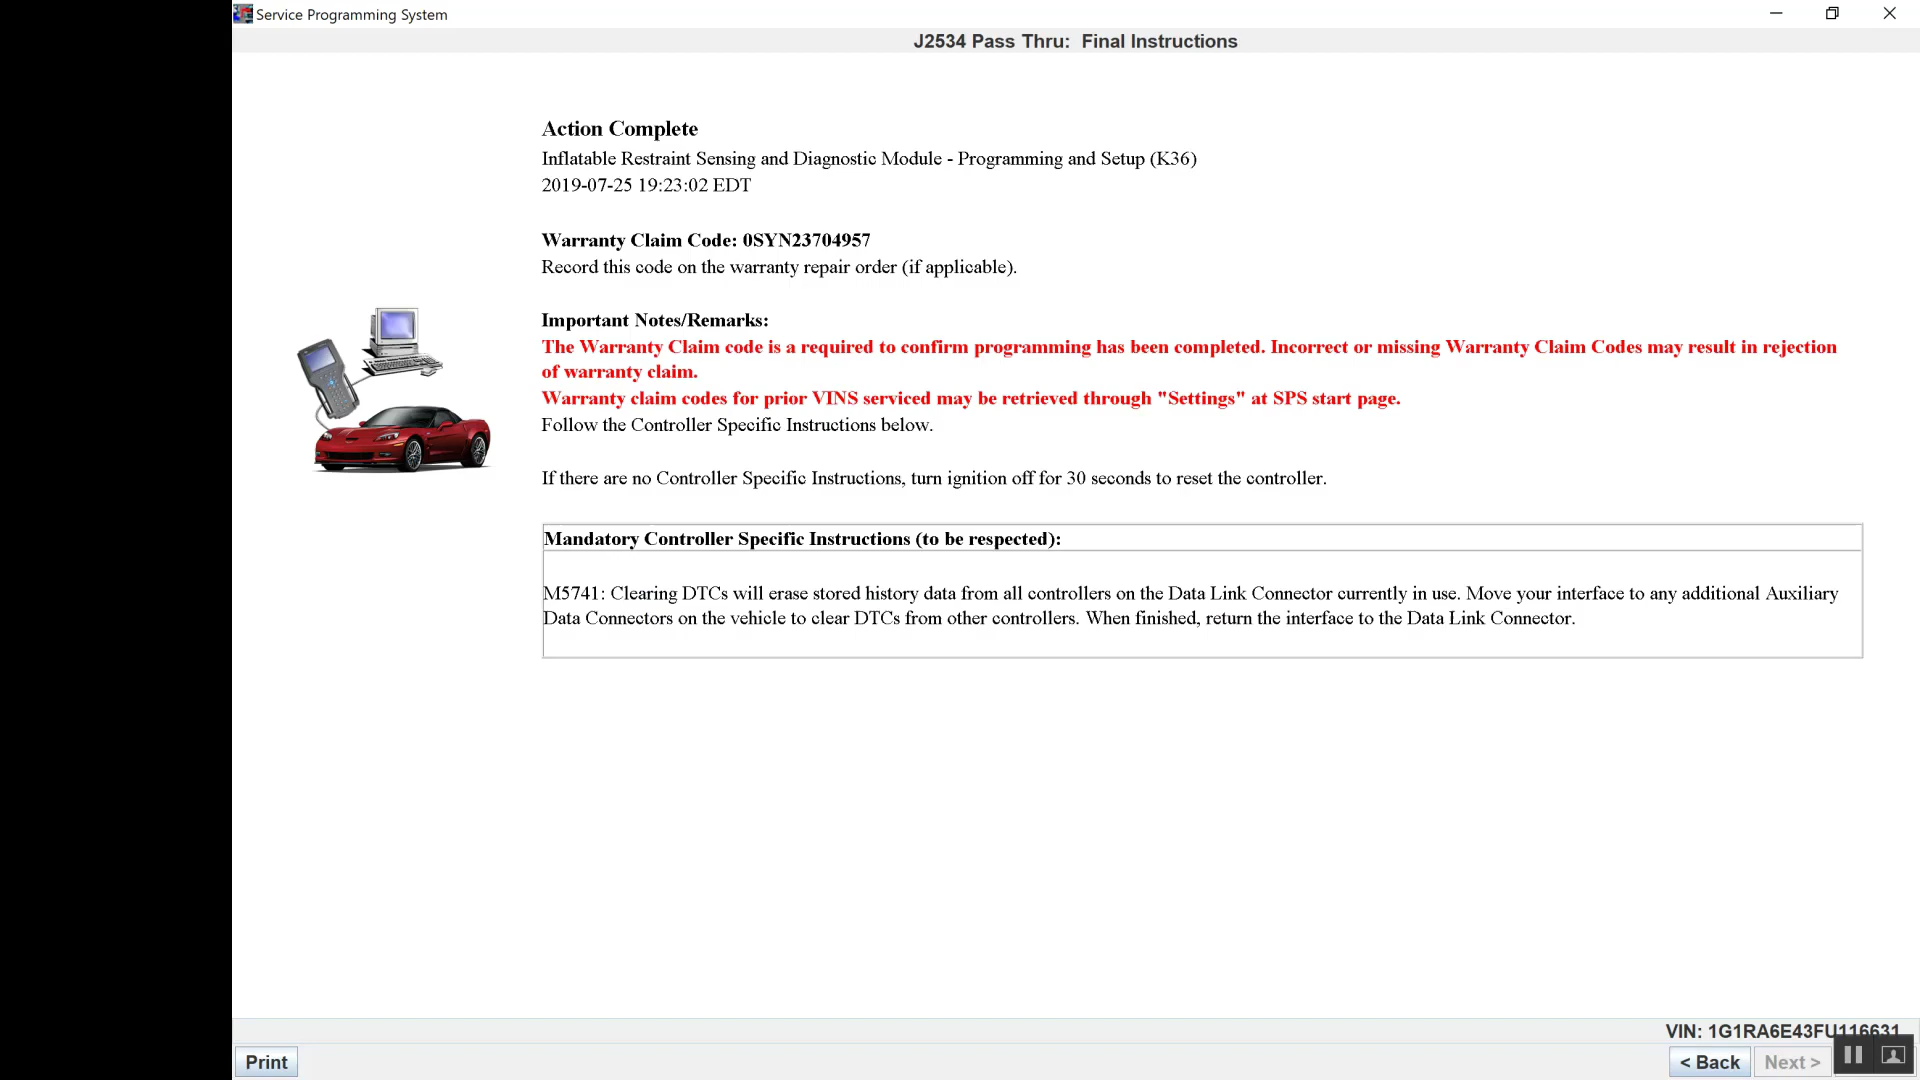 Service Programming System
J2534 Pass Thru:  Final Instructions
Action Complete
Inflatable Restraint Sensing and Diagnostic Module - Programming and Setup (K36)
2019-07-25 19:23:02 EDT
Warranty Claim Code: 0SYN23704957
Record this code on the warranty repair order (if applicable).
Important Notes/Remarks:
The Warranty Claim code is a required to confirm programming has been completed. Incorrect or missing Warranty Claim Codes may result in rejection
of warranty claim.
Warranty claim codes for prior VINS serviced may be retrieved through "Settings" at SPS start page.
Follow the Controller Specific Instructions below.
If there are no Controller Specific Instructions, turn ignition off for 30 seconds to reset the controller.
Mandatory Controller Specific Instructions (to be respected):
M5741: Clearing DTCs will erase stored history data from all controllers on the Data Link Connector currently in use. Move your interface to any additional Auxiliary
Data Connectors on the vehicle to clear DTCs from other controllers. When finished, return the interface to the Data Link Connector.
VIN: 1G1RA6E43FU116631
Print
< Back
Next >